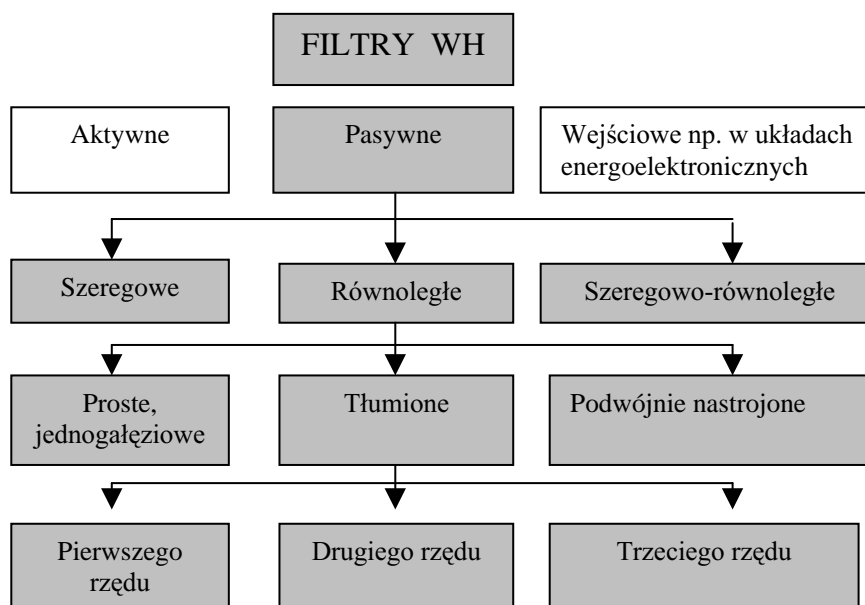 FILTRY WH
Aktywne
Pasywne
Wejściowe np. w układach
energoelektronicznych
Szeregowe
Równoległe
Szeregowo-równoległe
Proste,
jednogałęziowe
Tłumione
Podwójnie nastrojone
Pierwszego
rzędu
Drugiego rzędu
Trzeciego rzędu